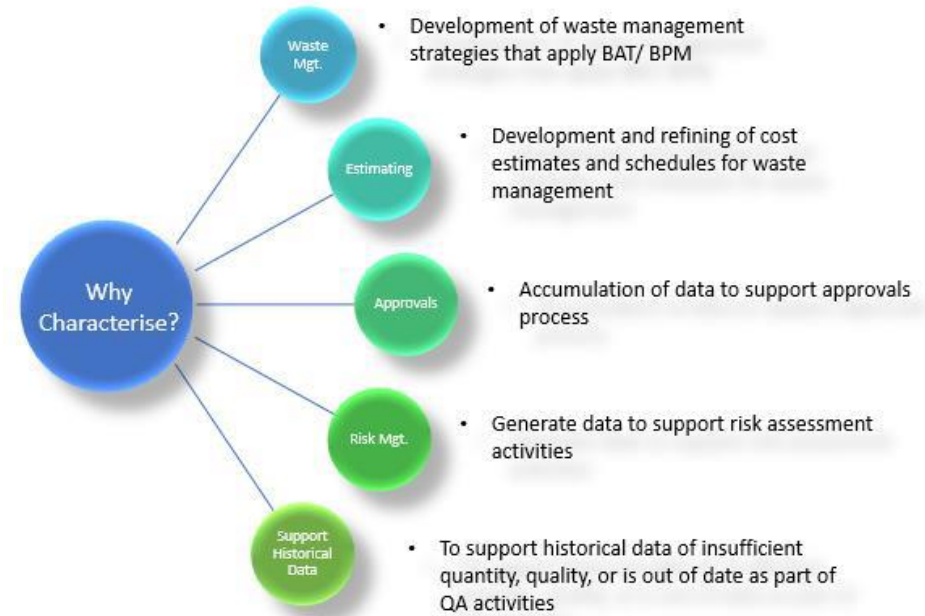 Why
Characterise?
Waste
Mgt.
• Development of waste management
strategies that apply BAT/ BPM
Estimating
• Development and refining of cost
estimates and schedules for waste
management
Approvals
• Accumulation of data to support approvals
process
Risk Mgt.
• Generate data to support risk assessment
activities
Support
Historical
Data
• To support historical data of insufficient
quantity, quality, or is out of date as part of
QA activities